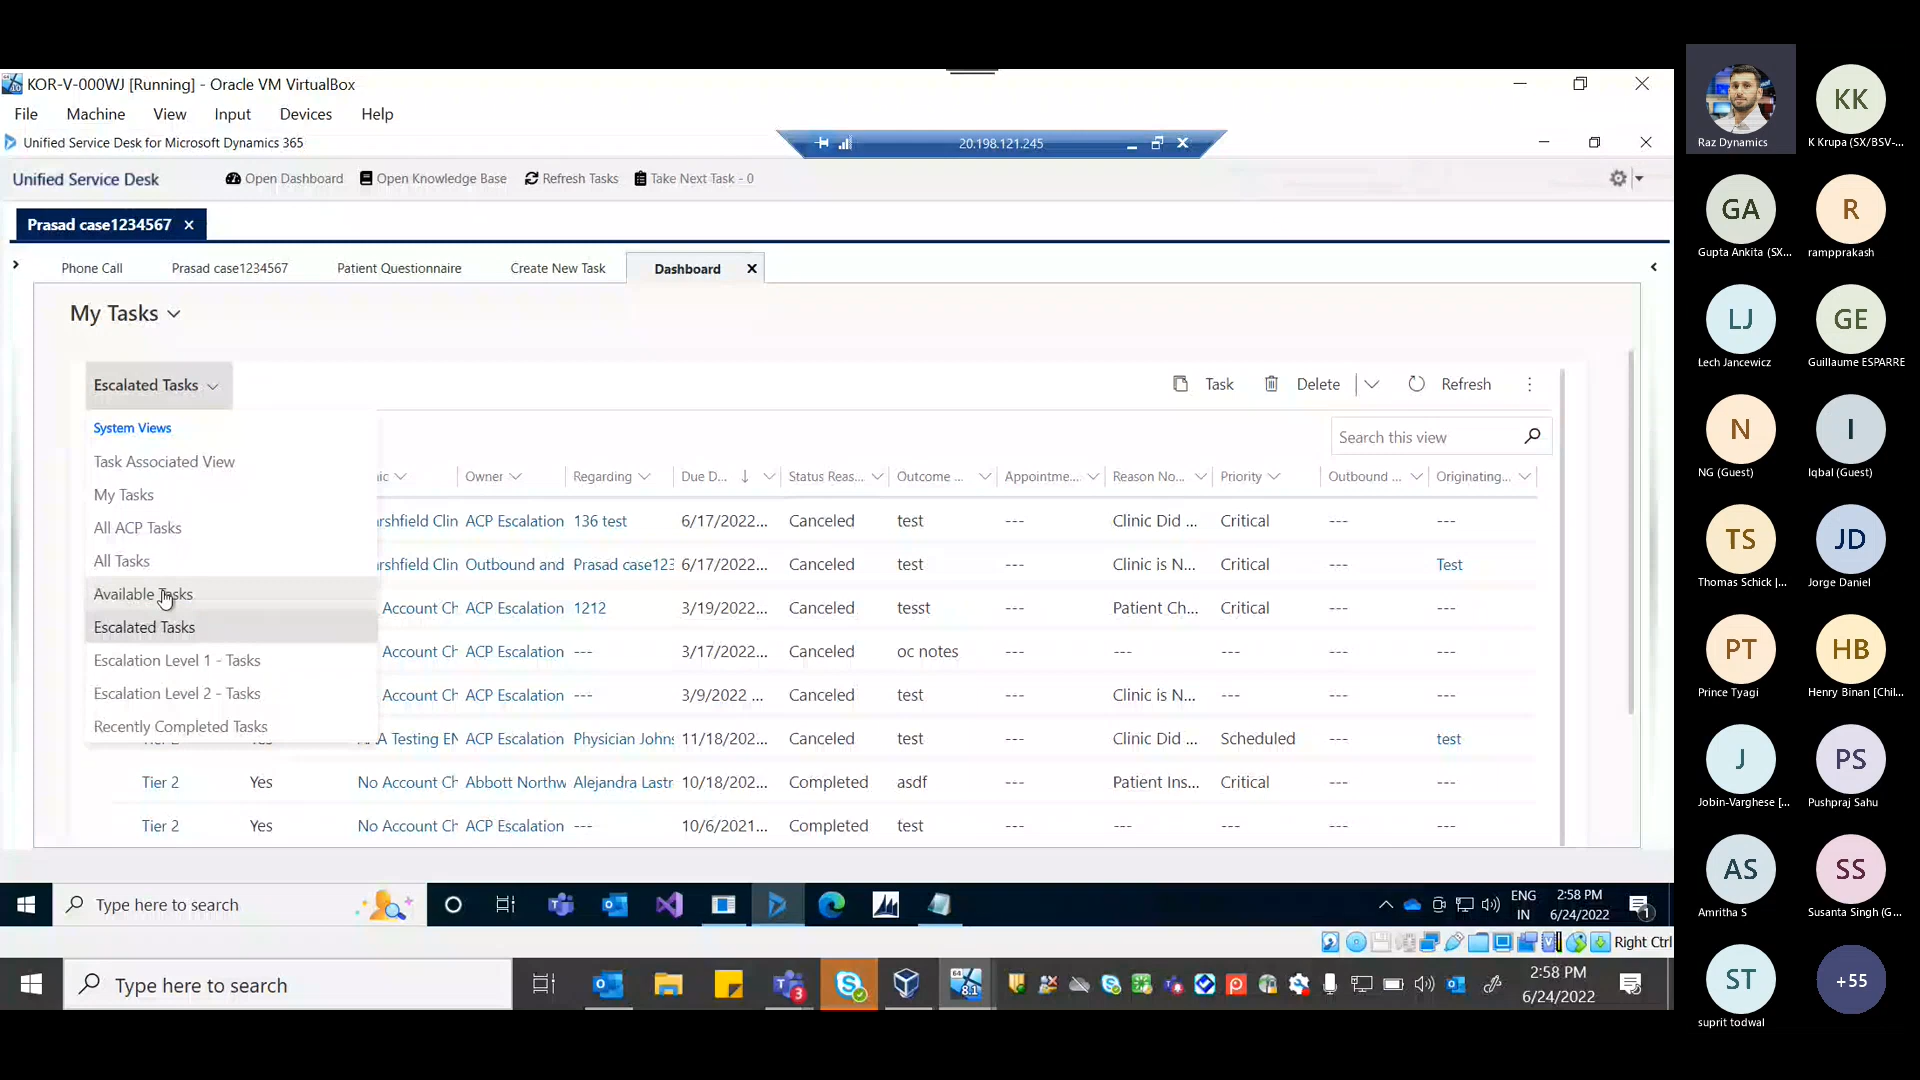 KOR-V-000WJ [Running] - Oracle VM VirtualBox
File Machine View Input Devices Help
Unified Service Desk for Microsoft Dynamics 365
20.198.121.245
Unified Service Desk
Open Dashboard Open Knowledge Base Refresh Tasks Take Next Task - 0
Prasad case1234567
Phone Call Prasad case1234567 Patient Questionnaire Create New Task Dashboard
My Tasks
Escalated Tasks
Task Delete Refresh
System Views
Task Associated View
My Tasks
All ACP Tasks
All Tasks
Available Tasks
Escalated Tasks
Escalation Level 1 - Tasks
Escalation Level 2 - Tasks
Recently Completed Tasks
Search this view
Owner Regarding Due D... Status Reas... Outcome ... Appointme... Reason No... Priority Outbound ... Originating...
rshfield Clin ACP Escalation 136 test 6/17/2022... Canceled test --- Clinic Did ... Critical --- ---
rshfield Clin Outbound and Prasad case123 6/17/2022... Canceled test --- Clinic is N... Critical --- Test
Account Ch ACP Escalation 1212 3/19/2022... Canceled tesst --- Patient Ch... Critical --- ---
Account Ch ACP Escalation --- 3/17/2022... Canceled oc notes --- --- --- --- ---
Account Ch ACP Escalation --- 3/9/2022 ... Canceled test --- Clinic is N... --- --- ---
A Testing EN ACP Escalation Physician Johns 11/18/202... Canceled test --- Clinic Did ... Scheduled --- test
Tier 2 Yes No Account Ch Abbott Northw Alejandra Lastr 10/18/202... Completed asdf --- Patient Ins... Critical --- ---
Tier 2 Yes No Account Ch ACP Escalation --- 10/6/2021... Completed test --- --- --- --- ---
Type here to search
ENG
IN
2:58 PM
6/24/2022
1
Right Ctrl
Type here to search
3
64
8.1
2:58 PM
6/24/2022
Raz Dynamics
KK
K Krupa (SX/BSV-...
GA
Gupta Ankita (SX...
R
rampprakash
LJ
Lech Jancewicz
GE
Guillaume ESPARRE
N
NG (Guest)
I
Iqbal (Guest)
TS
Thomas Schick |...
JD
Jorge Daniel
PT
Prince Tyagi
HB
Henry Binan [Chil...
J
Jobin-Varghese [...
PS
Pushpraj Sahu
AS
Amritha S
SS
Susanta Singh (G...
ST
suprit todwal
+55